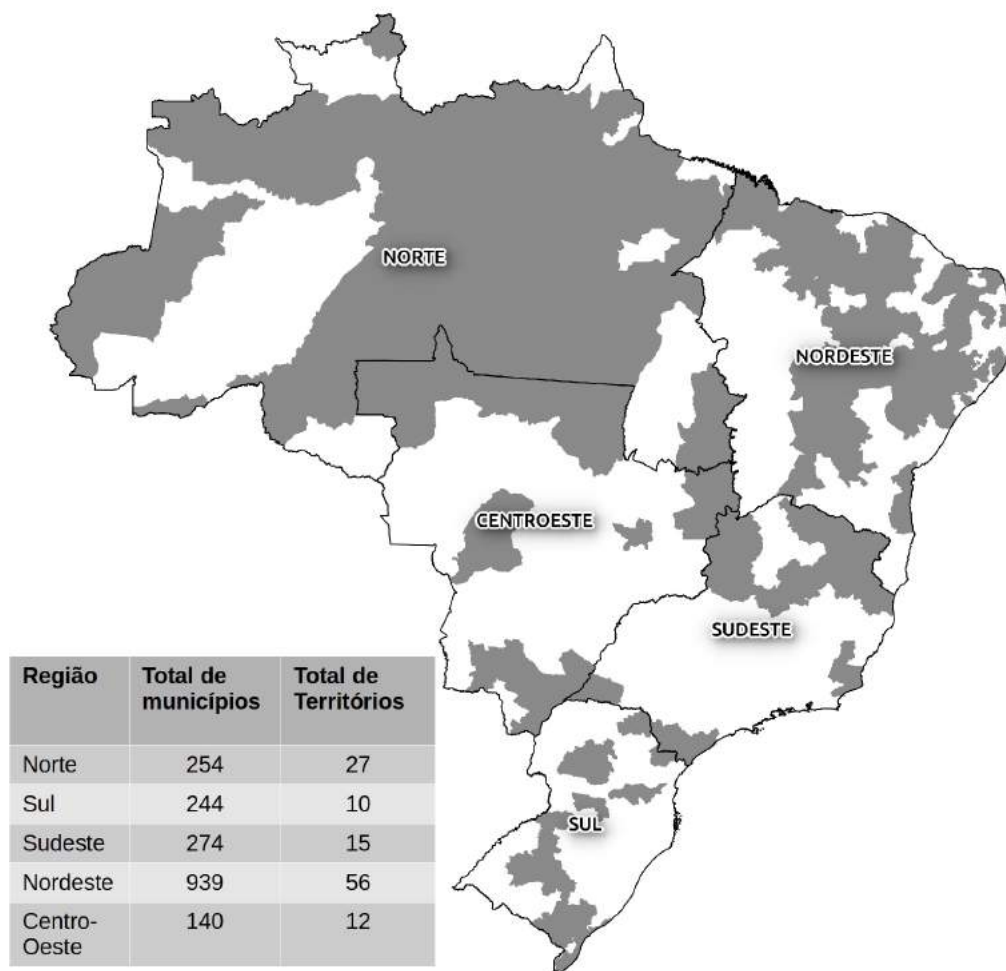 NORTE
NORDESTE
CENTROESTE
SUDESTE
SUL
Região Total de municípios Total de Territórios
Norte 254 27
Sul 244 10
Sudeste 274 15
Nordeste 939 56
Centro-Oeste 140 12